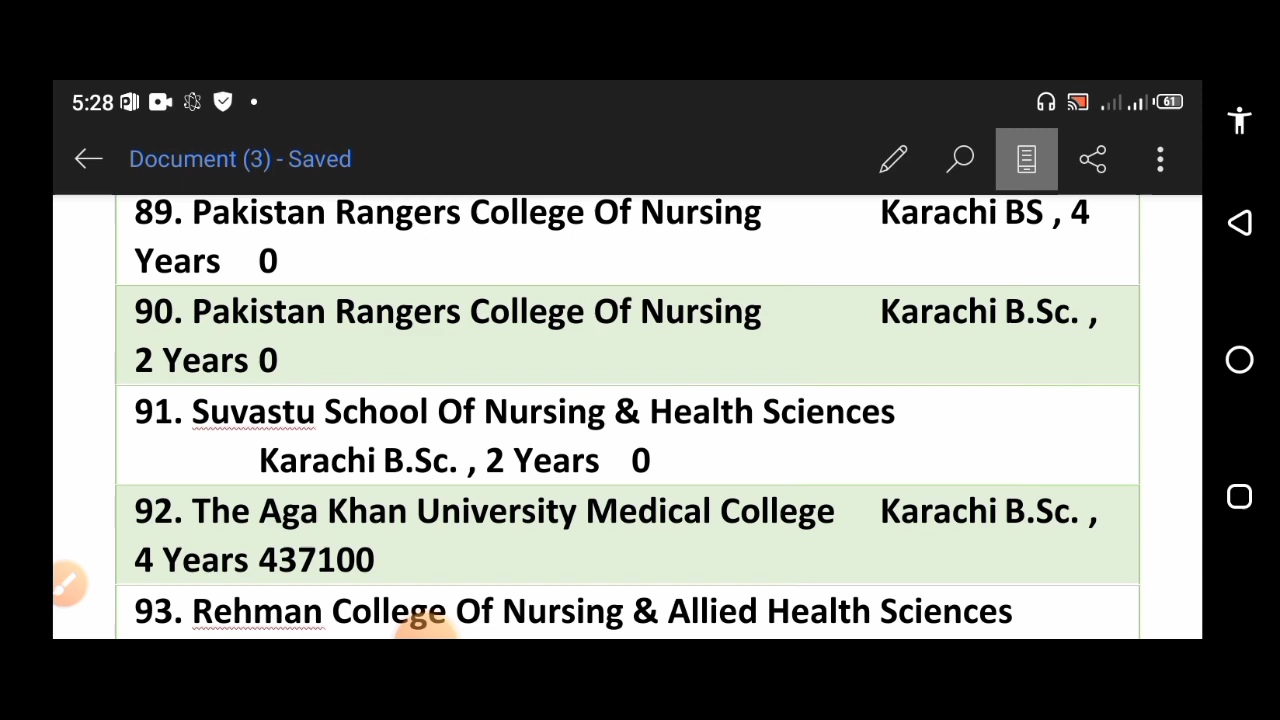 5:28 61
Document (3) - Saved
89. Pakistan Rangers College Of Nursing Karachi BS , 4
Years 0
90. Pakistan Rangers College Of Nursing Karachi B.Sc. ,
2 Years 0
91. Suvastu School Of Nursing & Health Sciences
Karachi B.Sc. , 2 Years 0
92. The Aga Khan University Medical College Karachi B.Sc. ,
4 Years 437100
93. Rehman College Of Nursing & Allied Health Sciences